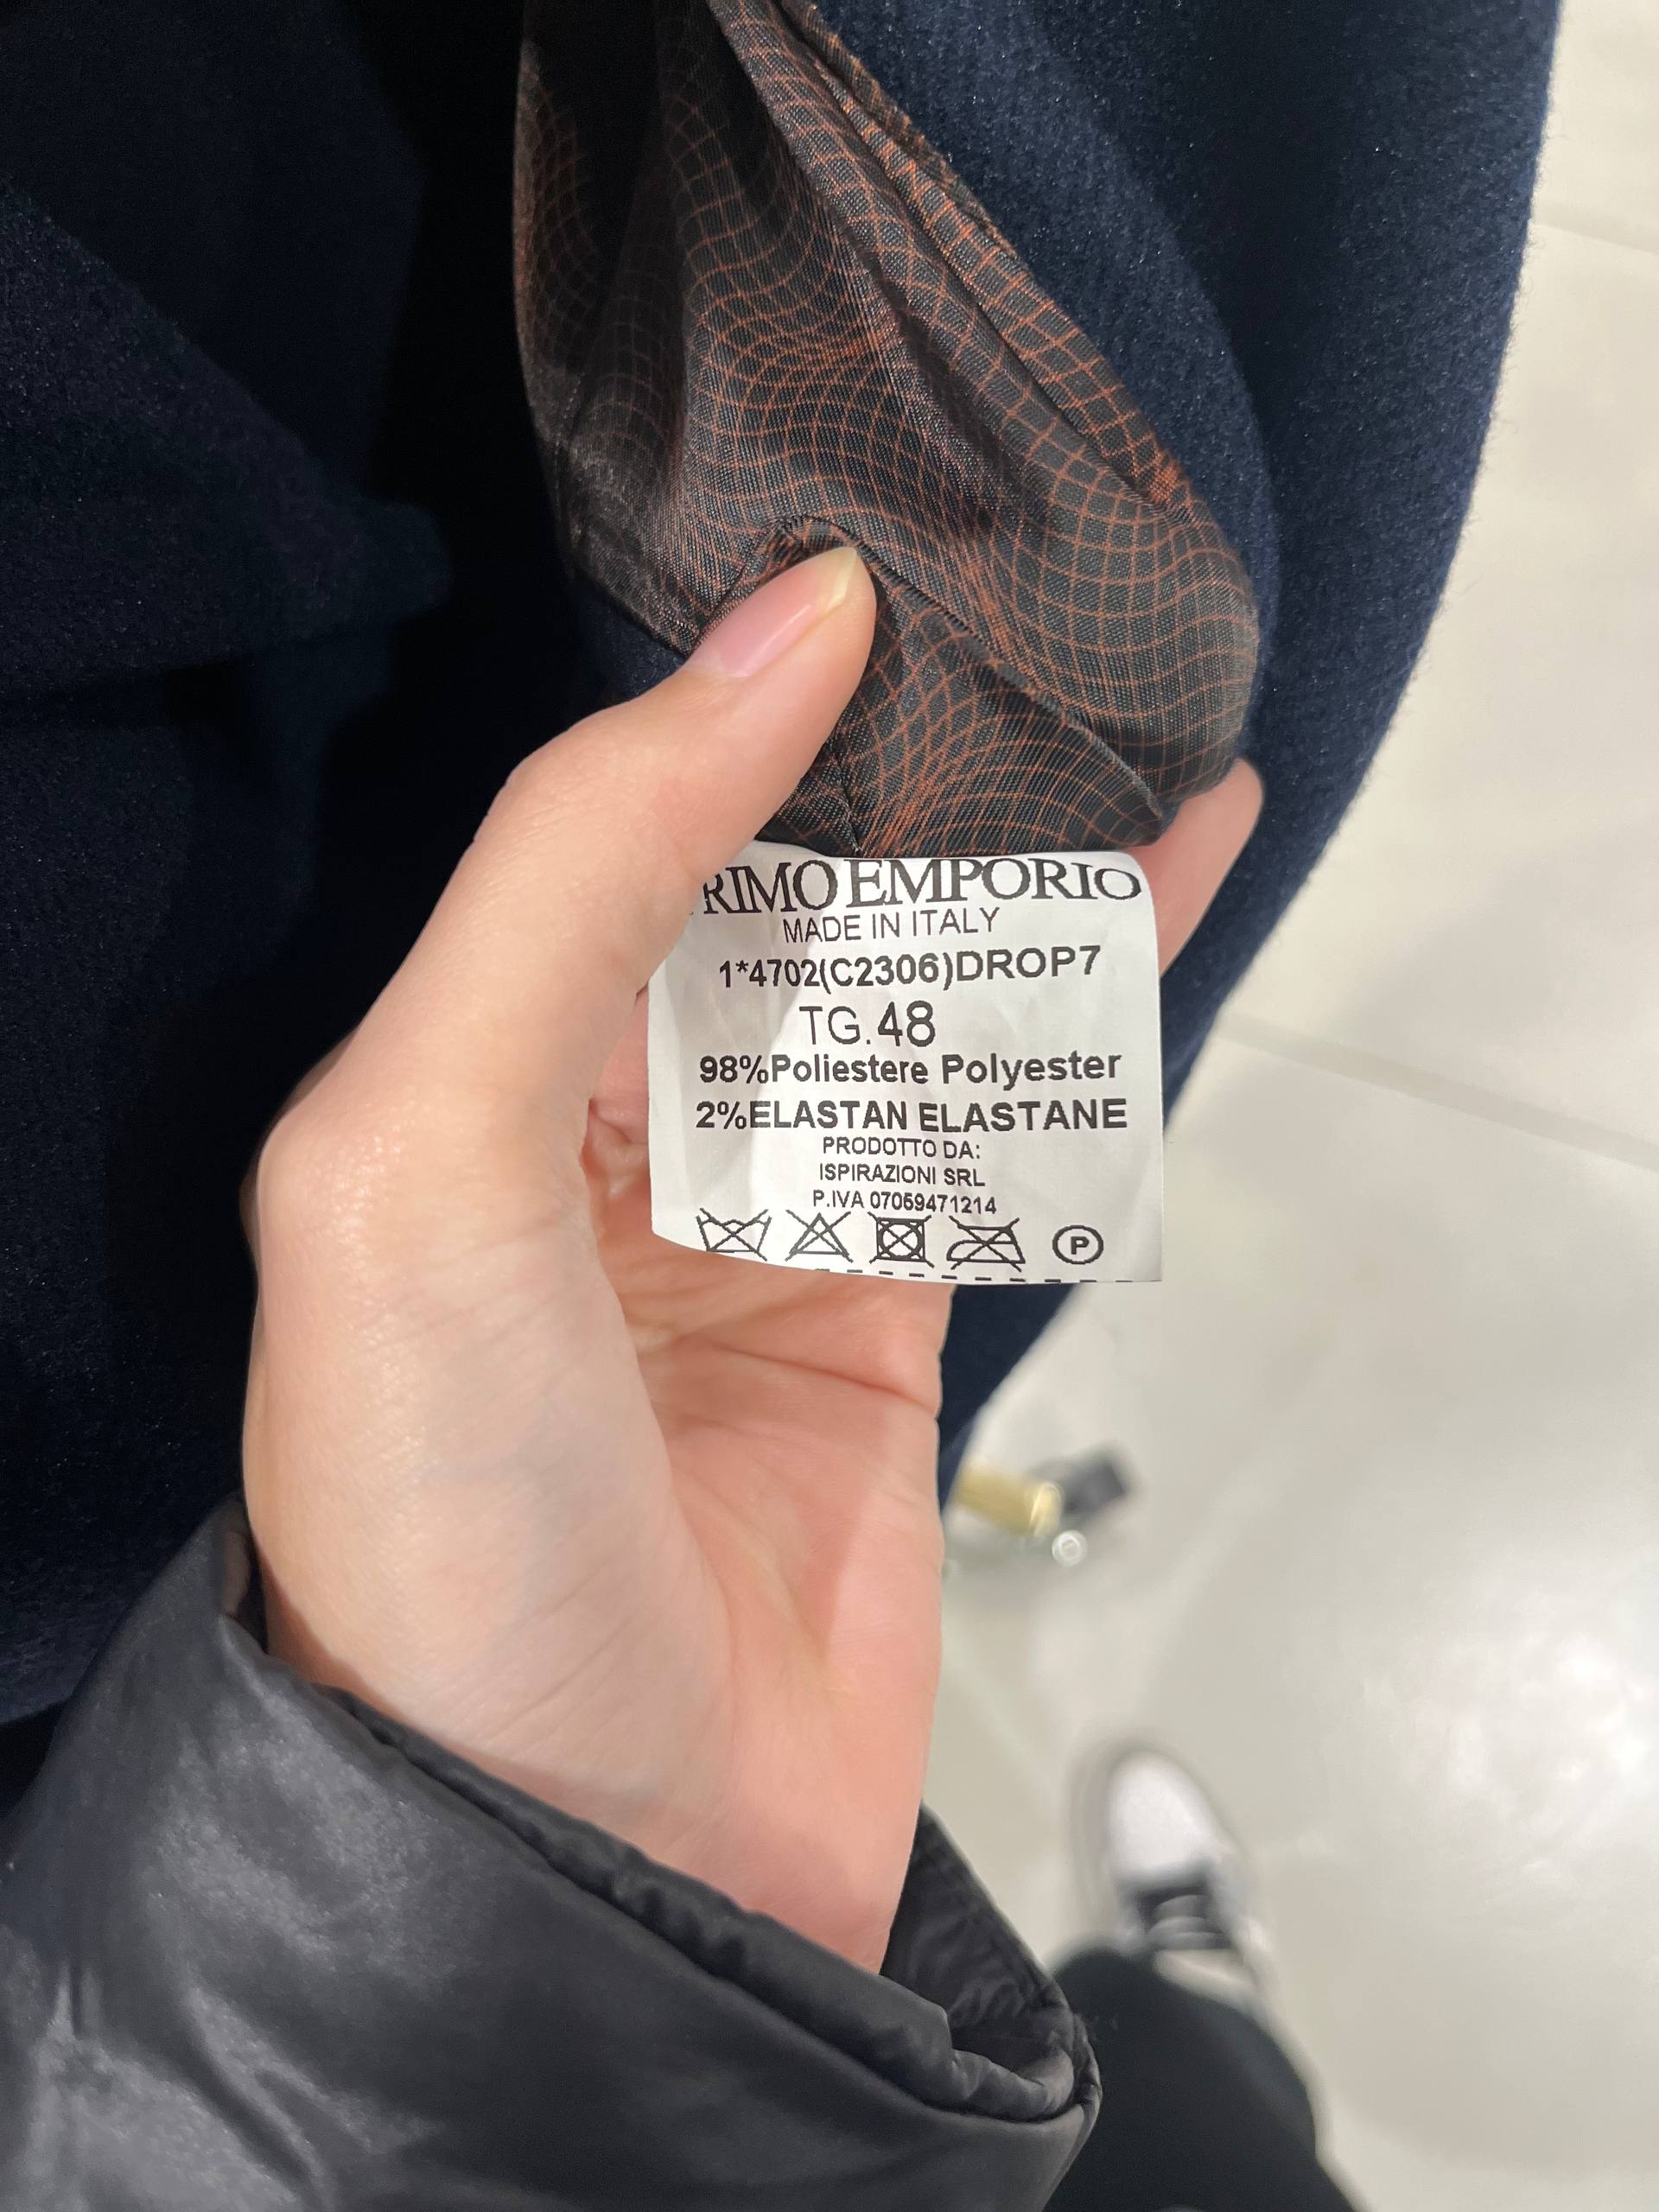 RIMO EMPORIO
MADE IN ITALY
1*4702(C2306)DROP7
TG.48
98%Poliestere Polyester
2%ELASTAN ELASTANE
PRODOTTO DA:
ISPIRAZIONI SRL
P.IVA 07059471214
P